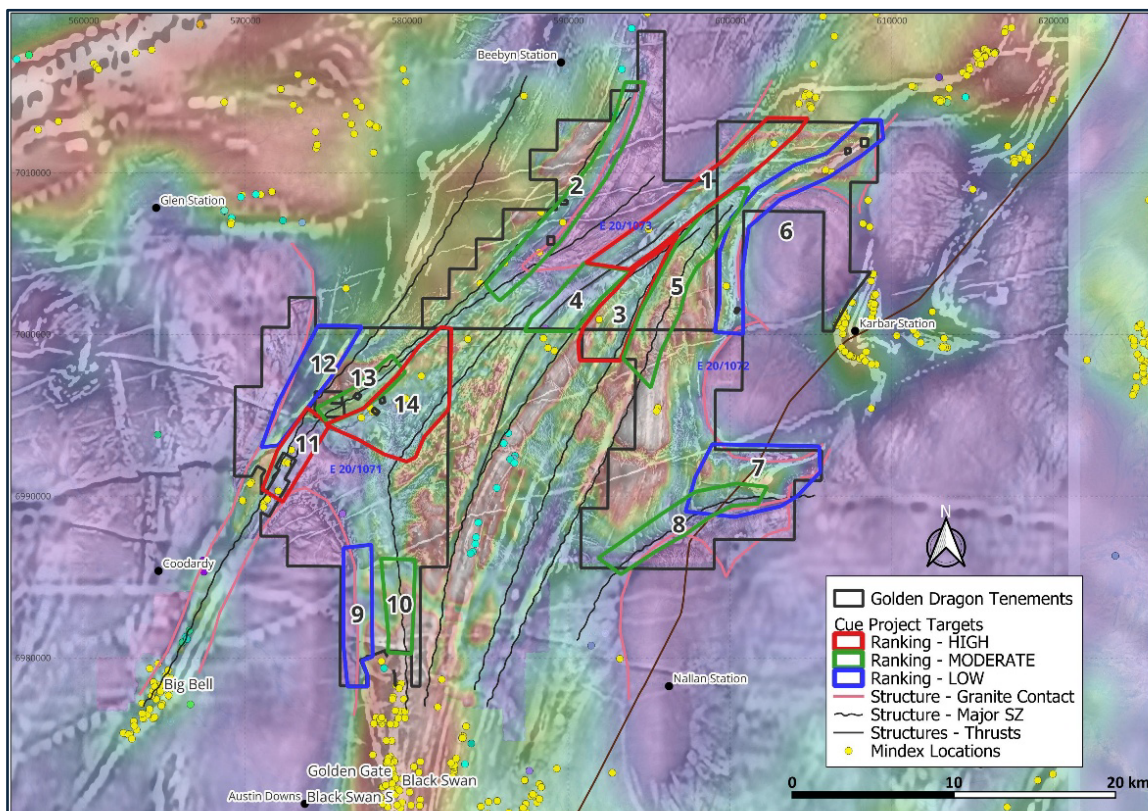 560000 570000 580000 590000 600000 610000 620000
Beebyn Station
7010000
Glen Station
1
2
E 20/1073
6
7000000
4
3
5
Karbar Station
12
13
14
E 20/1072
11
E 20/1071
7
6990000
8
Coodardy
9
10
6980000
Big Bell
Nallan Station
Golden Gate
Black Swan
Austin Downs
Black Swan S
N
Golden Dragon Tenements
Cue Project Targets
Ranking - HIGH
Ranking - MODERATE
Ranking - LOW
Structure - Granite Contact
Structure - Major SZ
Structures - Thrusts
Mindex Locations
0 10 20 km